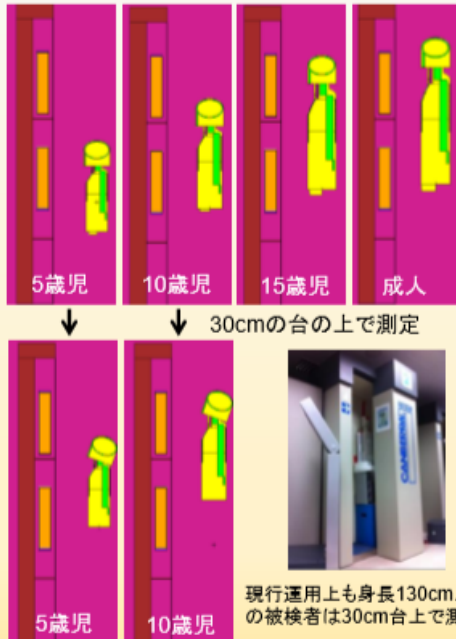 5歳児
10歳児
15歳児
成人
30cmの台の上で測定
CANBERRA
5歳児
10歳児
現行運用上も身長130cm
の被検者は30cm台上で測